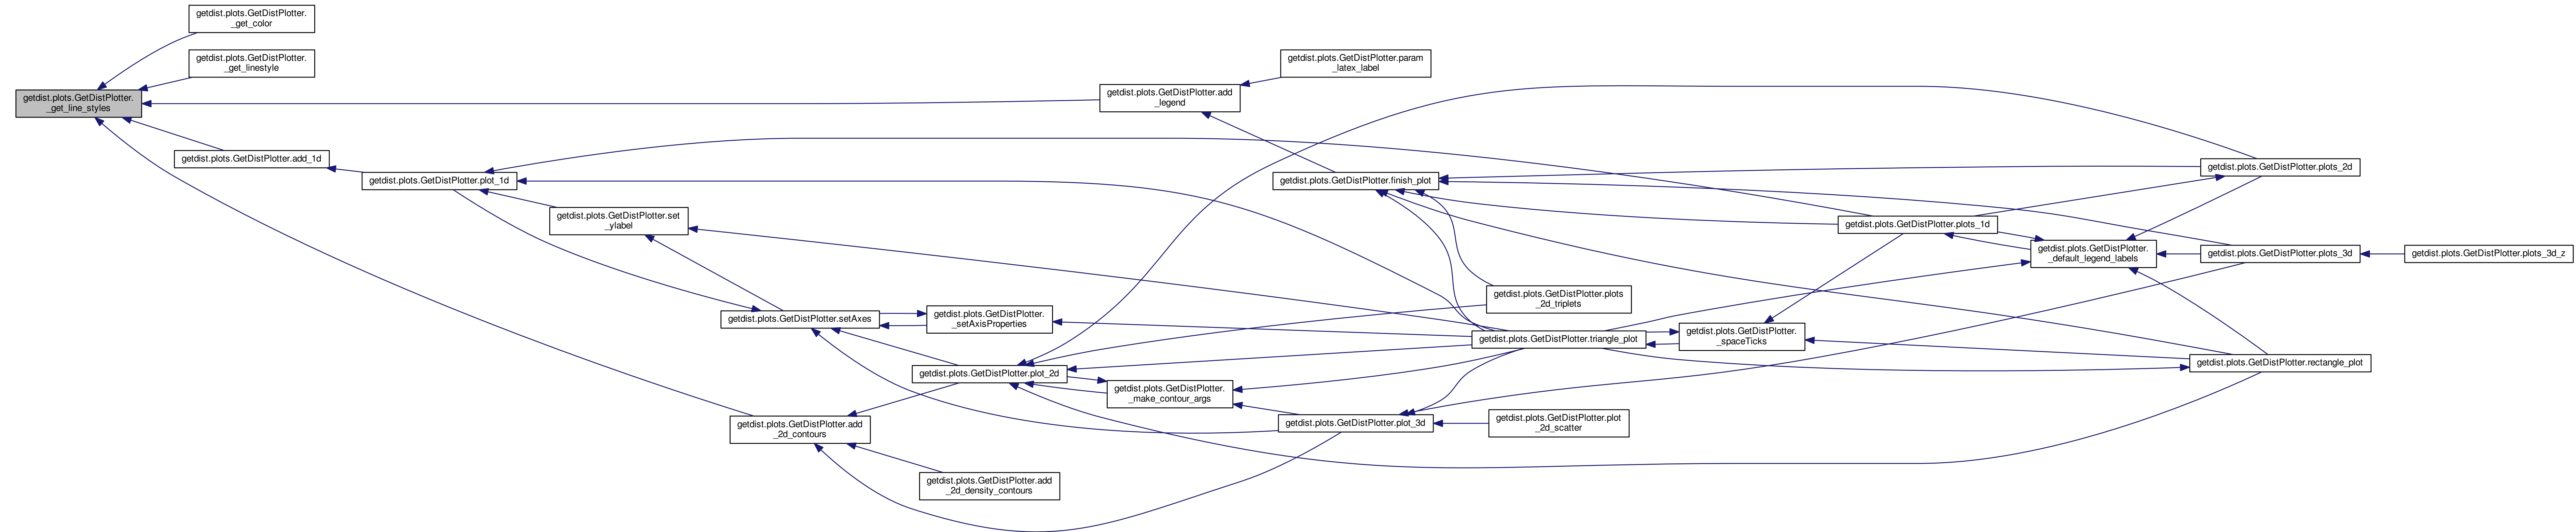 getdist.plots.GetDistPlotter.
_get_color
getdist.plots.GetDistPlotter.
_get_linestyle
getdist.plots.GetDistPlotter.
_get_line_styles
getdist.plots.GetDistPlotter.add_1d
getdist.plots.GetDistPlotter.plot_1d
getdist.plots.GetDistPlotter.set
_ylabel
getdist.plots.GetDistPlotter.setAxes
getdist.plots.GetDistPlotter.add
_2d_contours
getdist.plots.GetDistPlotter.
_setAxisProperties
getdist.plots.GetDistPlotter.plot_2d
getdist.plots.GetDistPlotter.add
_2d_density_contours
getdist.plots.GetDistPlotter.add
_legend
getdist.plots.GetDistPlotter.
_make_contour_args
getdist.plots.GetDistPlotter.param
_latex_label
getdist.plots.GetDistPlotter.finish_plot
getdist.plots.GetDistPlotter.plot_3d
getdist.plots.GetDistPlotter.plots
_2d_triplets
getdist.plots.GetDistPlotter.triangle_plot
getdist.plots.GetDistPlotter.plot
_2d_scatter
getdist.plots.GetDistPlotter.
_spaceTicks
getdist.plots.GetDistPlotter.plots_1d
getdist.plots.GetDistPlotter.
_default_legend_labels
getdist.plots.GetDistPlotter.plots_2d
getdist.plots.GetDistPlotter.plots_3d
getdist.plots.GetDistPlotter.rectangle_plot
getdist.plots.GetDistPlotter.plots_3d_z